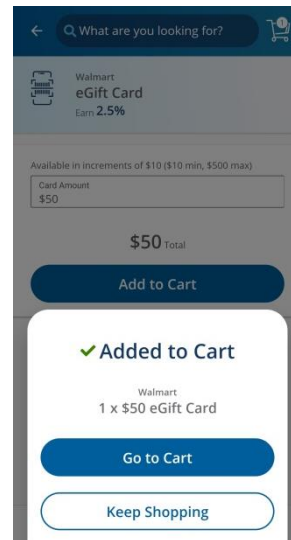 What are you looking for?
0
Walmart
eGift Card
Earn 2.5%
Available in increments of $10 ($10 min, $500 max)
Card Amount
$50
$50 Total
Add to Cart
Added to Cart
Walmart
1 x $50 eGift Card
Go to Cart
Keep Shopping